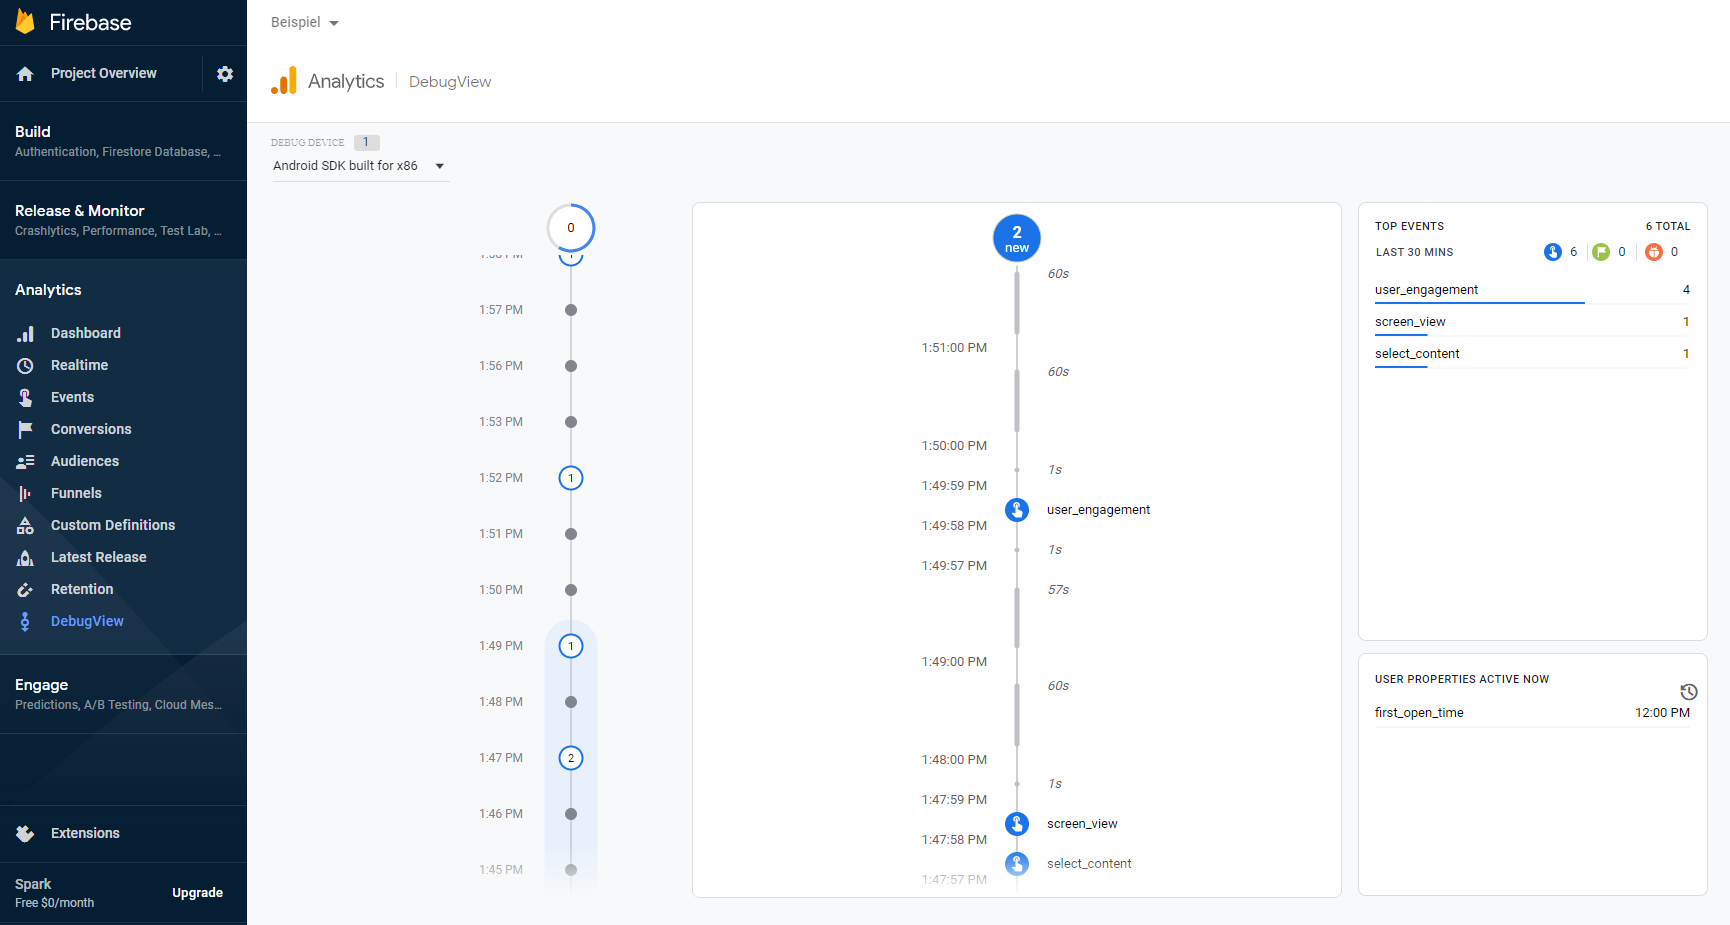 Firebase
Project Overview
Build
Authentication, Firestore Database, ...
Release & Monitor
Crashlytics, Performance, Test Lab, ...
Analytics
Dashboard
Realtime
Events
Conversions
Audiences
Funnels
Custom Definitions
Latest Release
Retention
DebugView
Engage
Predictions, A/B Testing, Cloud Mes...
Extensions
Spark
Free $0/month
Upgrade
Beispiel
Analytics
DebugView
DEBUG DEVICE 1
Android SDK built for x86
0
1:57 PM
1:56 PM
1:53 PM
1:52 PM 1
1:51 PM
1:50 PM
1:49 PM 1
1:48 PM
1:47 PM 2
1:46 PM
1:45 PM
2
new
60s
1:51:00 PM
60s
1:50:00 PM
1s
1:49:59 PM
user_engagement
1:49:58 PM
1s
1:49:57 PM
57s
1:49:00 PM
60s
1:48:00 PM
1s
1:47:59 PM
screen_view
1:47:58 PM
select_content
1:47:57 PM
TOP EVENTS 6 TOTAL
LAST 30 MINS 6 0 0
user_engagement 4
screen_view 1
select_content 1
USER PROPERTIES ACTIVE NOW
first_open_time 12:00 PM